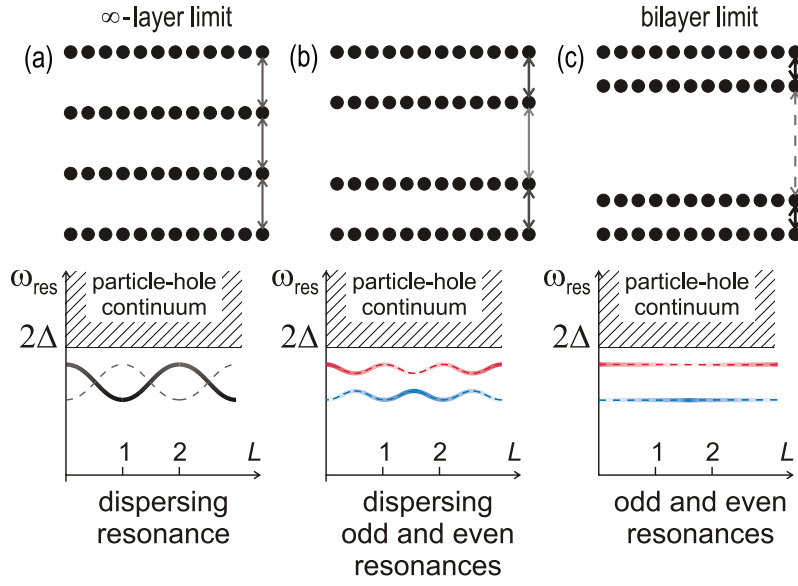 ∞-layer limit
bilayer limit
(a)
(b)
(c)
ωres
particle-hole
continuum
2Δ
1
2
L
dispersing
resonance
ωres
particle-hole
continuum
2Δ
1
2
L
dispersing
odd and even
resonances
ωres
particle-hole
continuum
2Δ
1
2
L
odd and even
resonances